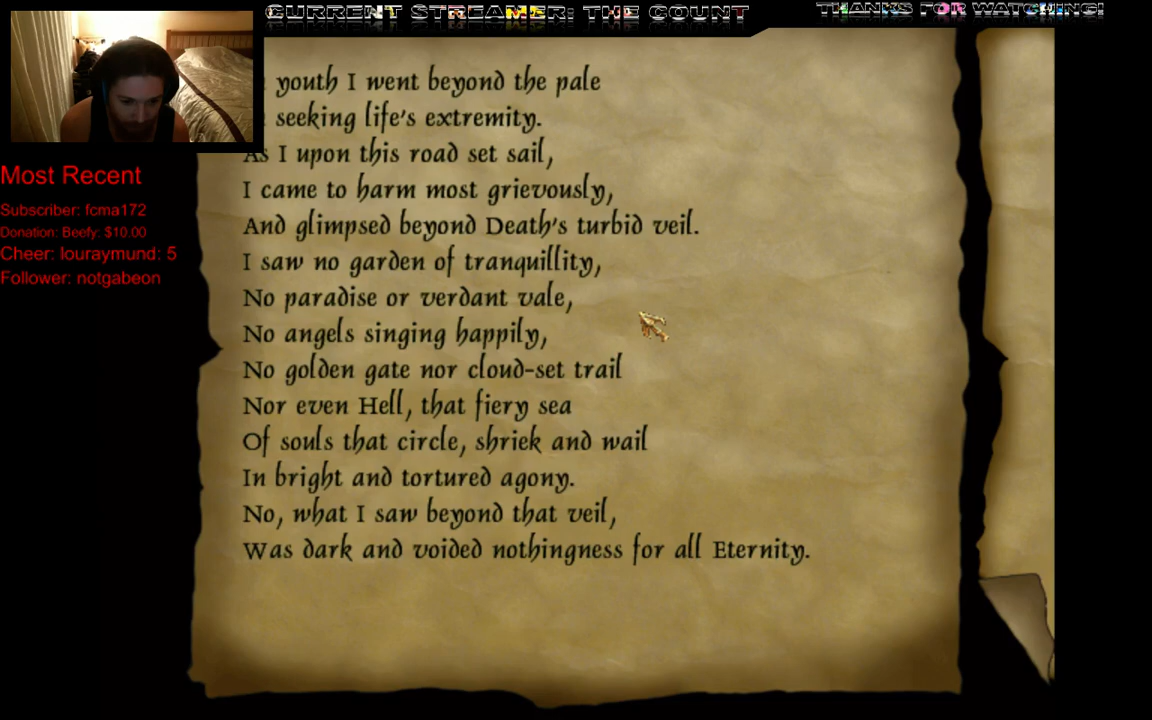 CURRENT STREAMER: THE COUNT
THANKS FOR WATCHING!
youth I went beyond the pale
seeking life's extremity.
As I upon this road set sail,
I came to harm most grievously,
And glimpsed beyond Death's turbid veil.
I saw no garden of tranquillity,
No paradise or verdant vale,
No angels singing happily,
No golden gate nor cloud-set trail
Nor even Hell, that fiery sea
Of souls that circle, shriek and wail
In bright and tortured agony.
No, what I saw beyond that veil,
Was dark and voided nothingness for all Eternity.
Most Recent
Subscriber: fcma172
Donation: Beefy: $10.00
Cheer: louraymund: 5
Follower: notgabeon